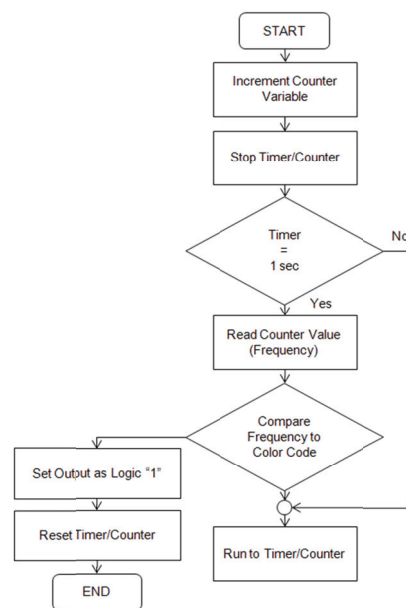 START
Increment Counter
Variable
Stop Timer/Counter
Timer
=
1 sec
No
Yes
Read Counter Value
(Frequency)
Compare
Frequency to
Color Code
Set Output as Logic “1”
Reset Timer/Counter
Run to Timer/Counter
END